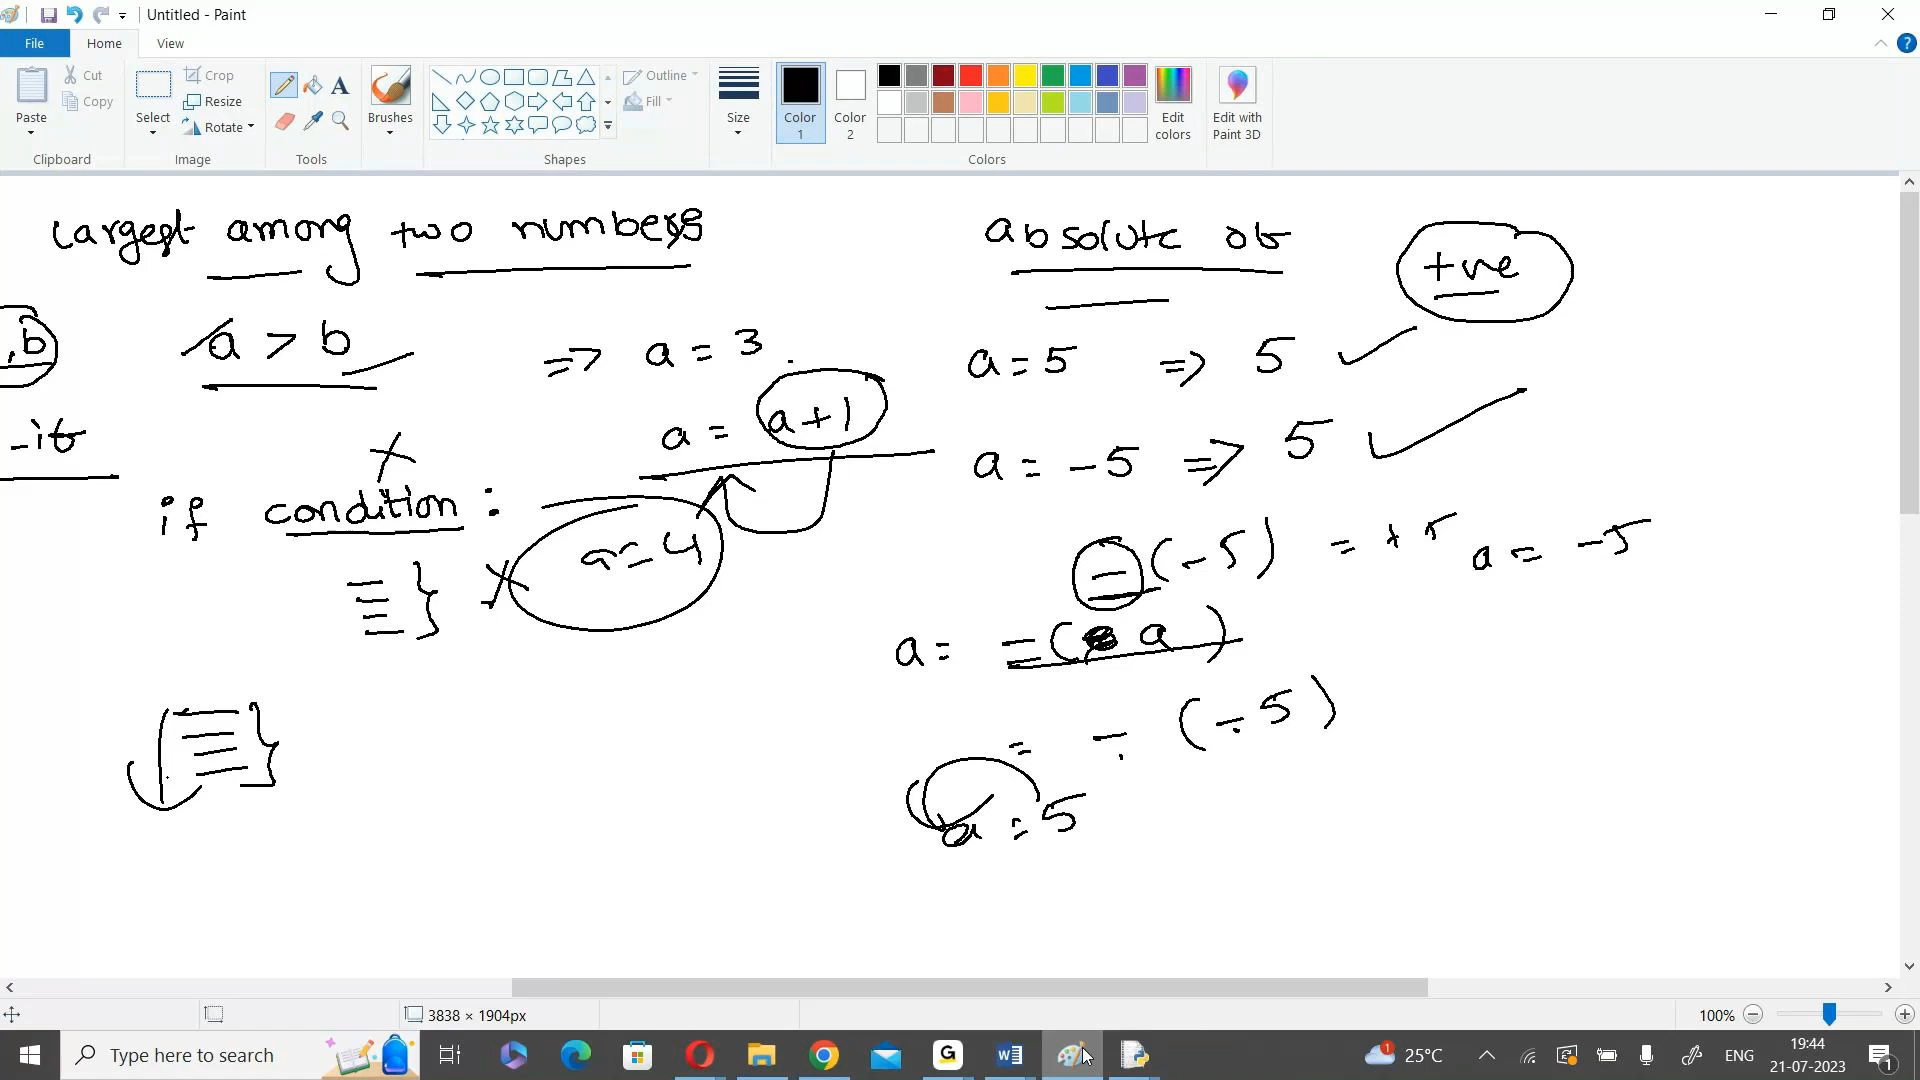 Untitled - Paint
File Home View
Paste
Cut
Copy
Clipboard
Select
Crop
Resize
Rotate
Image
A
Tools
Brushes
Outline
Fill
Shapes
Size
Color 1
Color 2
Edit colors
Colors
Edit with Paint 3D
Largest among two numbers
,b
a > b
=> a = 3
a = a+1
if condition :
a = 4
absolute of
+ve
a = 5 => 5
a = -5 => 5
-(-5) = +5 a = -5
a = -( a )
= - (-5)
a = 5
3838 × 1904px
100%
Type here to search
25°C
ENG
19:44
21-07-2023
1